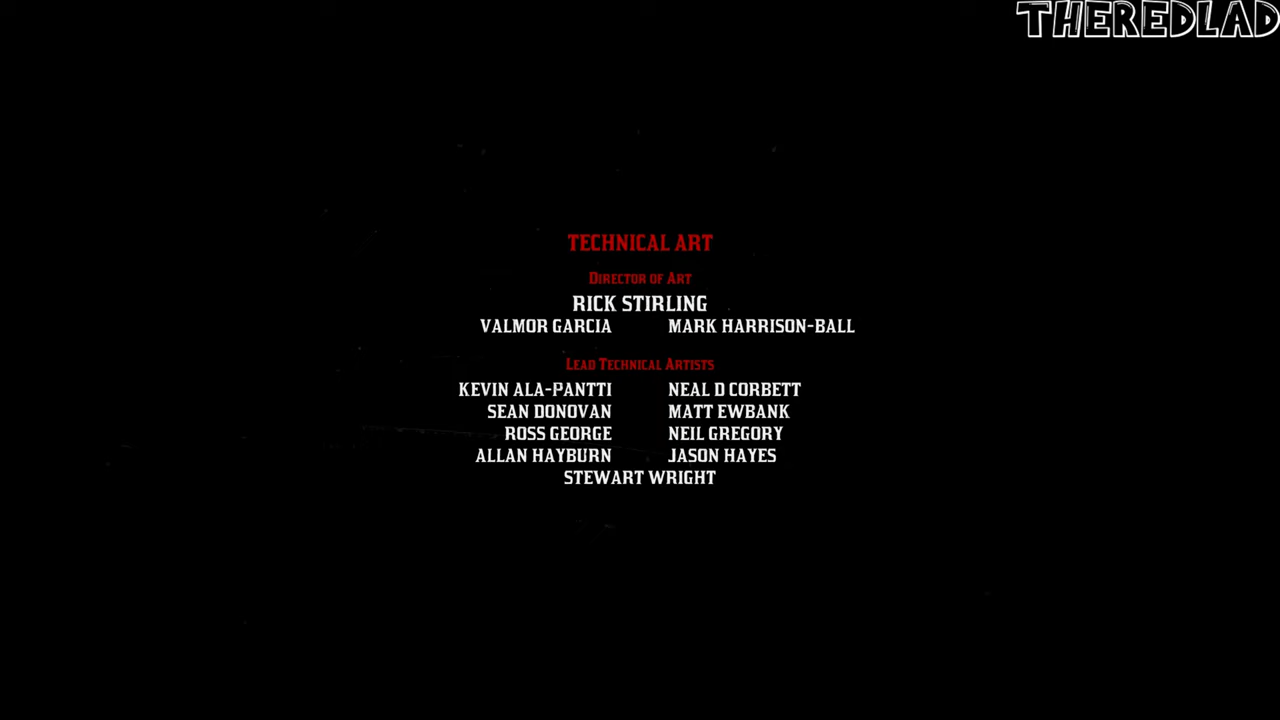 THEREDLAD
TECHNICAL ART
DIRECTOR OF ART
RICK STIRLING
VALMOR GARCIA MARK HARRISON-BALL
LEAD TECHNICAL ARTISTS
KEVIN ALA-PANTTI NEAL D CORBETT
SEAN DONOVAN MATT EWBANK
ROSS GEORGE NEIL GREGORY
ALLAN HAYBURN JASON HAYES
STEWART WRIGHT